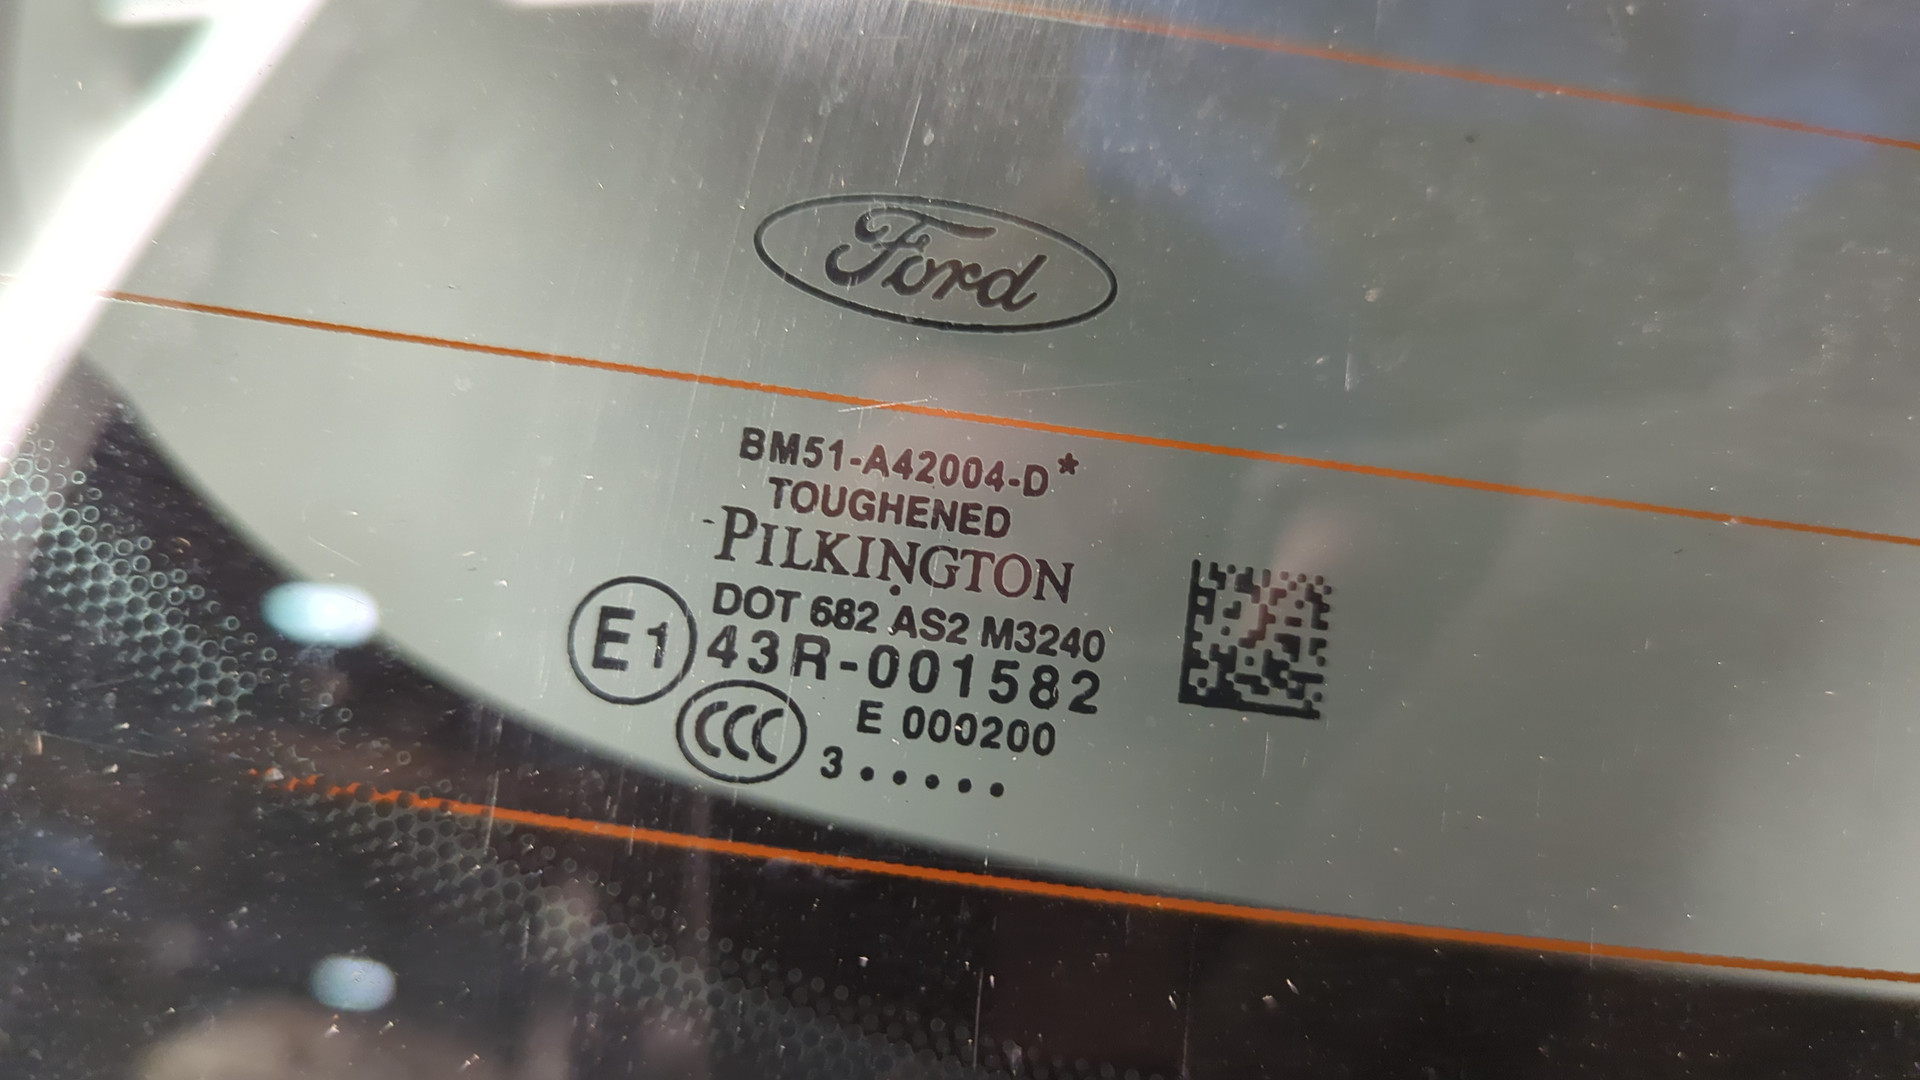 Ford
BM51-A42004-D*
TOUGHENED
PILKINGTON
DOT 682 AS2 M3240
E1 43R-001582
E 000200
CCC 3.....